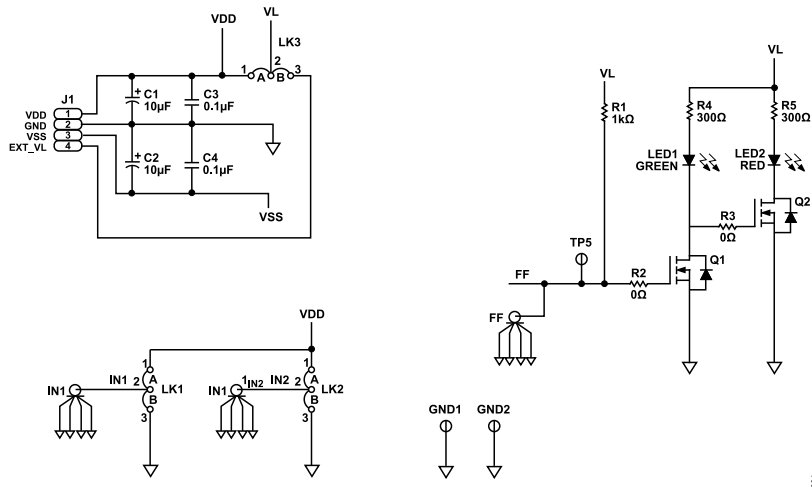 VDD
VL
LK3
1
A
2
B
3
J1
VDD
1
GND
2
VSS
3
EXT_VL
4
+
C1
10µF
C3
0.1µF
+
C2
10µF
C4
0.1µF
VSS
VL
R1
1kΩ
VL
R4
300Ω
R5
300Ω
LED1
GREEN
LED2
RED
R3
0Ω
Q2
TP5
FF
R2
0Ω
Q1
FF
VDD
1
A
IN1
IN1
2
LK1
B
3
1
A
IN1
1
IN2
IN2
2
LK2
B
3
GND1
GND2